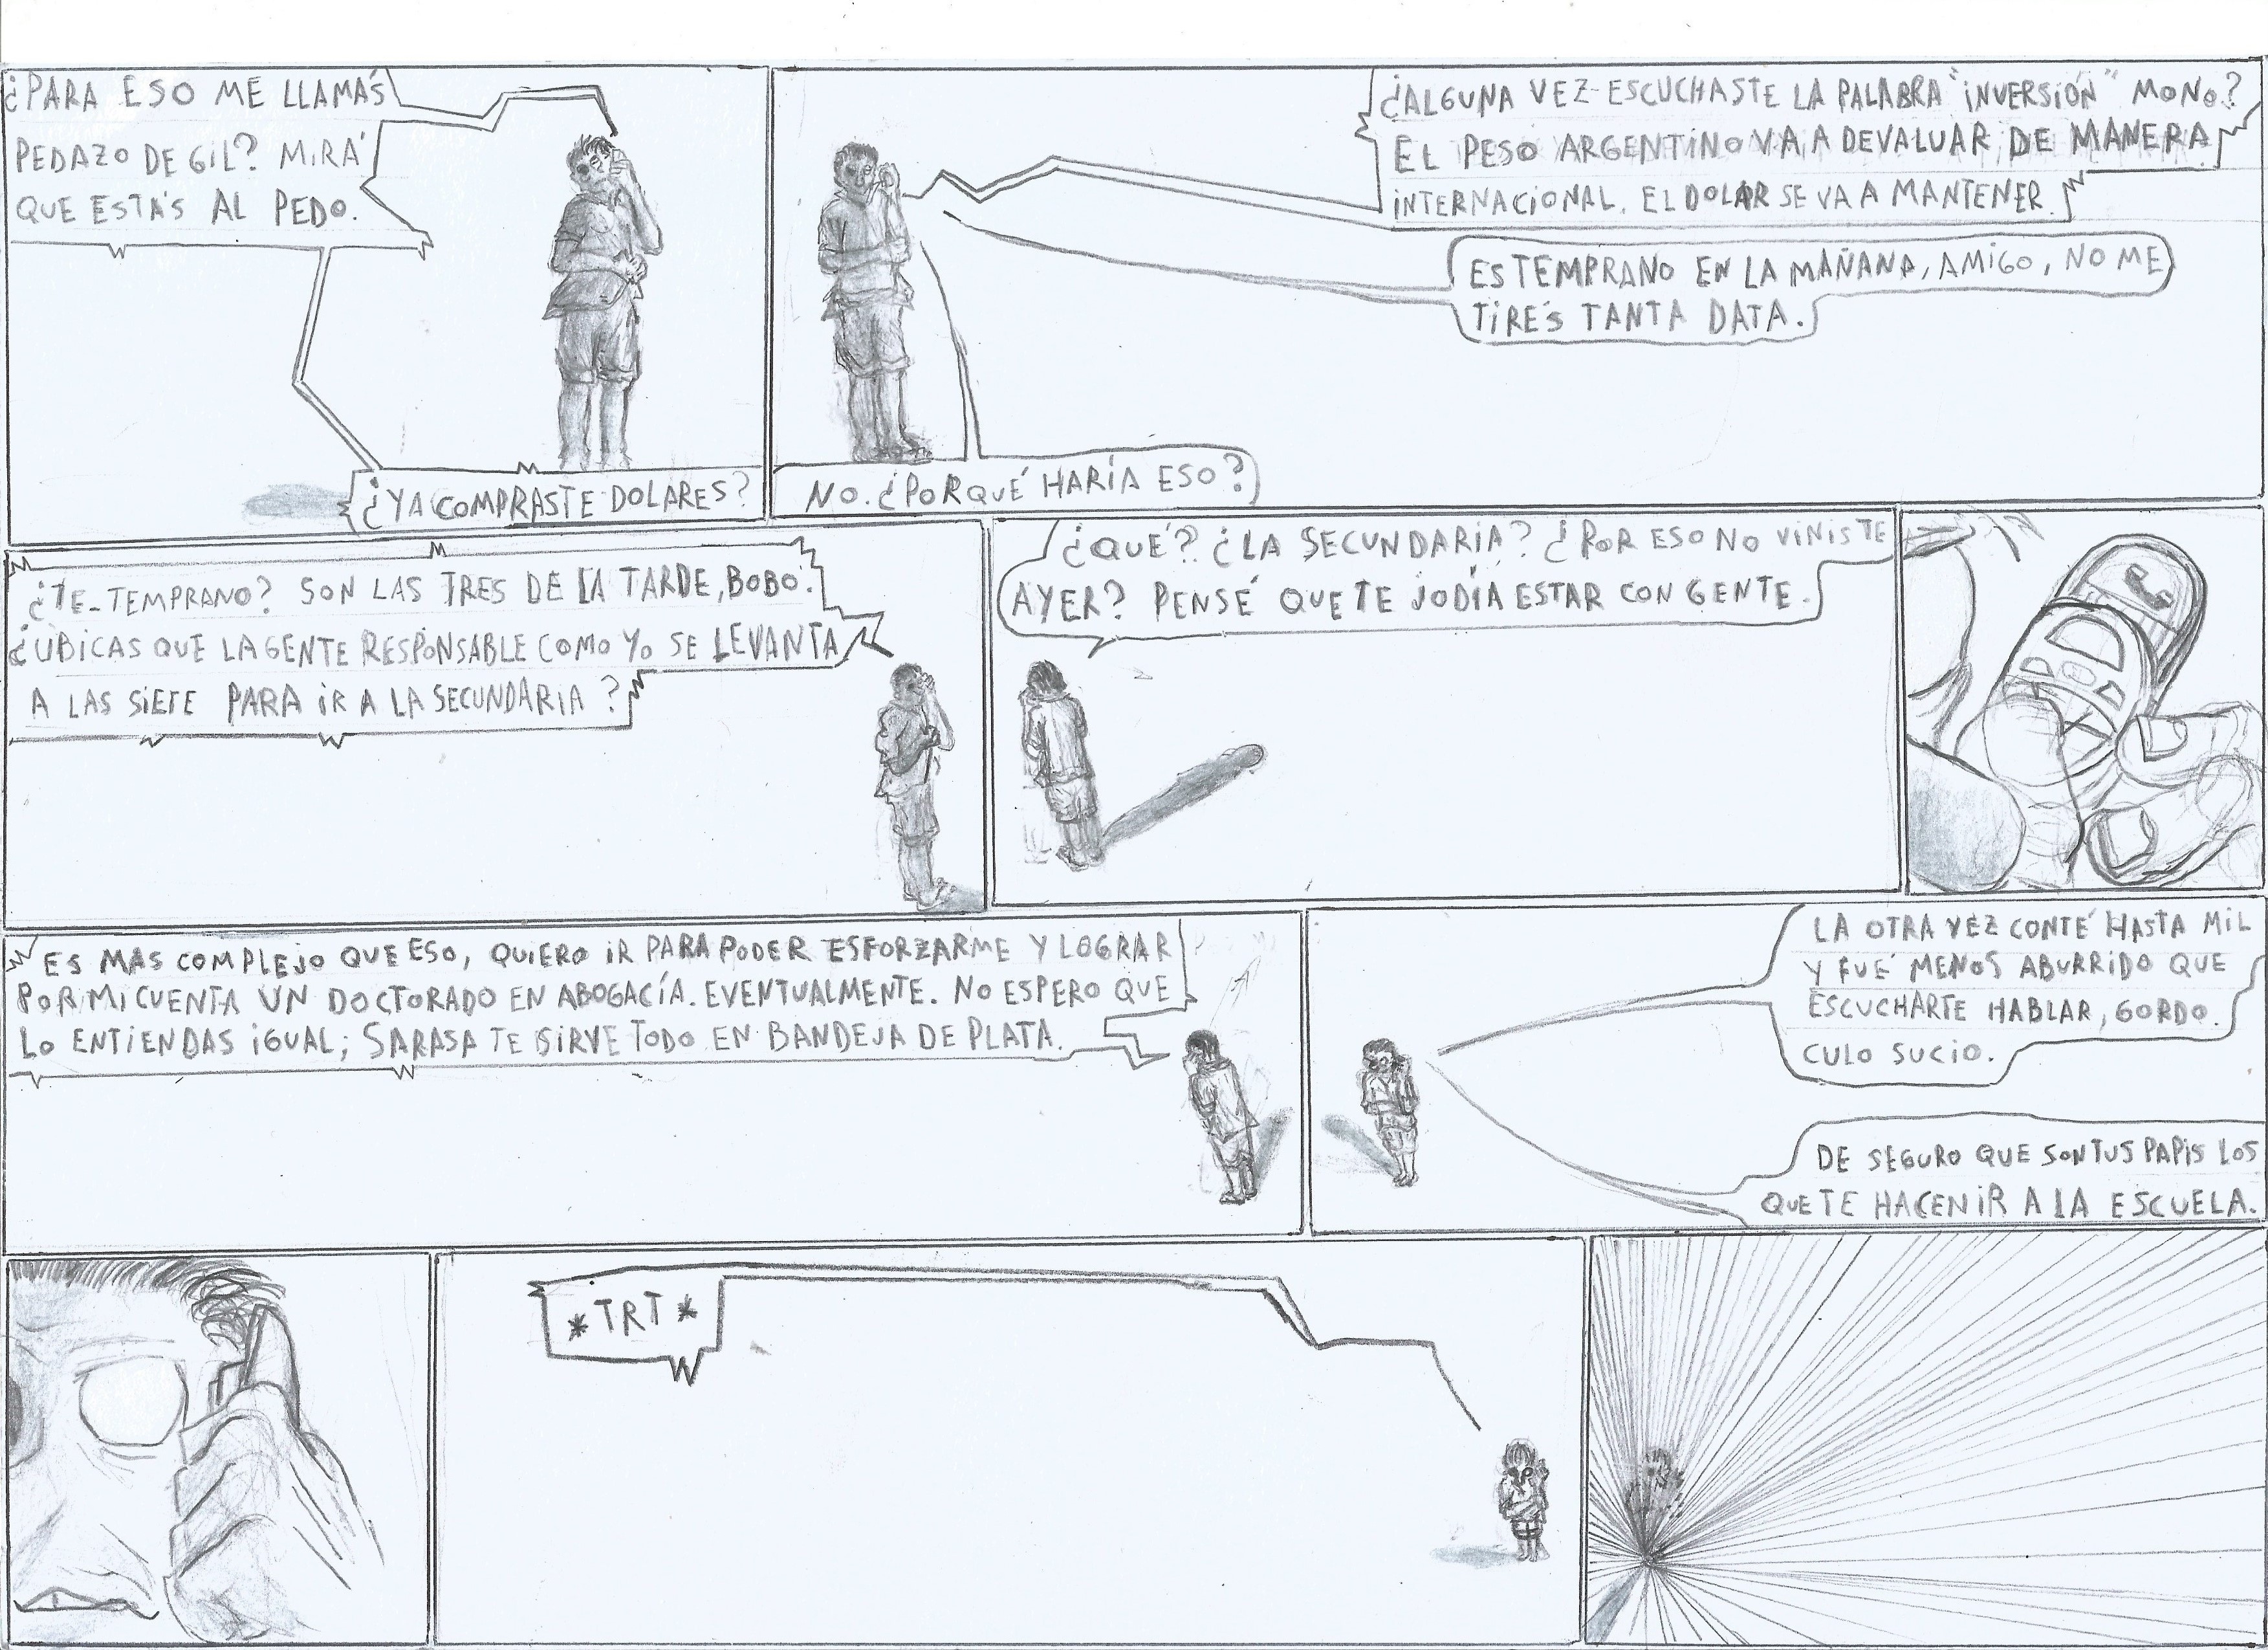 ¿PARA ESO ME LLAMÁS
PEDAZO DE GIL? MIRÁ
QUE ESTÁS AL PEDO.
¿YA COMPRASTE DOLARES?
¿ALGUNA VEZ ESCUCHASTE LA PALABRA "INVERSIÓN" MONO?
EL PESO ARGENTINO VA A DEVALUAR DE MANERA
INTERNACIONAL. EL DOLAR SE VA A MANTENER.
ES TEMPRANO EN LA MAÑANA, AMIGO, NO ME
TIRÉS TANTA DATA.
NO. ¿PORQUÉ HARÍA ESO?
¿TE-TEMPRANO? SON LAS TRES DE LA TARDE, BOBO.
¿UBICAS QUE LA GENTE RESPONSABLE COMO YO SE LEVANTA
A LAS SIETE PARA IR A LA SECUNDARIA?
¿QUÉ? ¿LA SECUNDARIA? ¿POR ESO NO VINISTE
AYER? PENSÉ QUE TE JODÍA ESTAR CON GENTE.
ES MAS COMPLEJO QUE ESO, QUIERO IR PARA PODER ESFORZARME Y LOGRAR
POR MI CUENTA UN DOCTORADO EN ABOGACÍA. EVENTUALMENTE. NO ESPERO QUE
LO ENTIENDAS IGUAL; SARASA TE SIRVE TODO EN BANDEJA DE PLATA.
LA OTRA VEZ CONTÉ HASTA MIL
Y FUÉ MENOS ABURRIDO QUE
ESCUCHARTE HABLAR, GORDO.
CULO SUCIO.
DE SEGURO QUE SON TUS PAPIS LOS
QUE TE HACEN IR A LA ESCUELA.
*TRT*